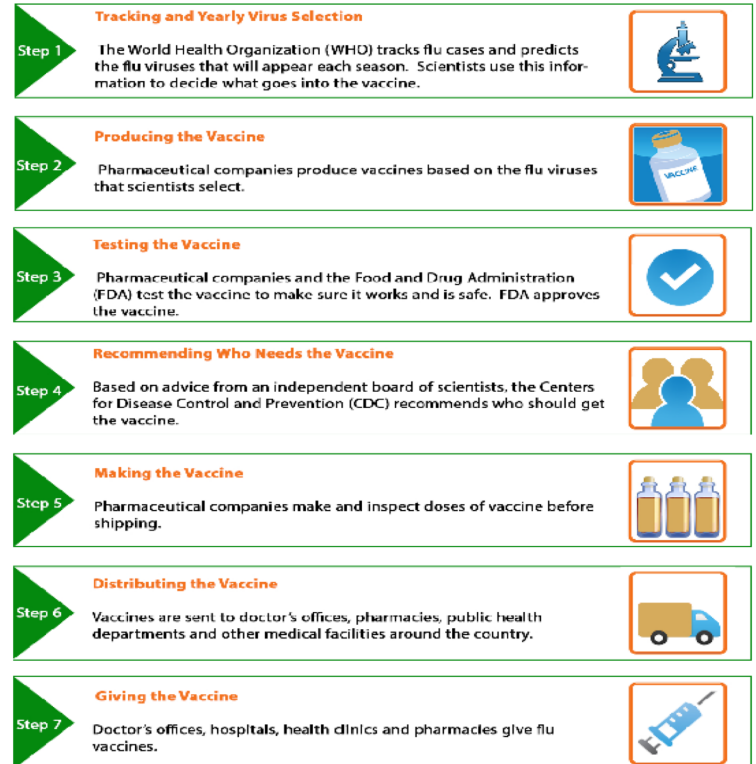 Tracking and Yearly Virus Selection
Step 1
The World Health Organization (WHO) tracks flu cases and predicts
the flu viruses that will appear each season. Scientists use this infor-
mation to decide what goes into the vaccine.
Producing the Vaccine
Step 2
Pharmaceutical companies produce vaccines based on the flu viruses
that scientists select.
VACCINE
Testing the Vaccine
Step 3
Pharmaceutical companies and the Food and Drug Administration
(FDA) test the vaccine to make sure it works and is safe. FDA approves
the vaccine.
Recommending Who Needs the Vaccine
Step 4
Based on advice from an independent board of scientists, the Centers
for Disease Control and Prevention (CDC) recommends who should get
the vaccine.
Making the Vaccine
Step 5
Pharmaceutical companies make and inspect doses of vaccine before
shipping.
Distributing the Vaccine
Step 6
Vaccines are sent to doctor's offices, pharmacies, public health
departments and other medical facilities around the country.
Giving the Vaccine
Step 7
Doctor's offices, hospitals, health clinics and pharmacies give flu
vaccines.